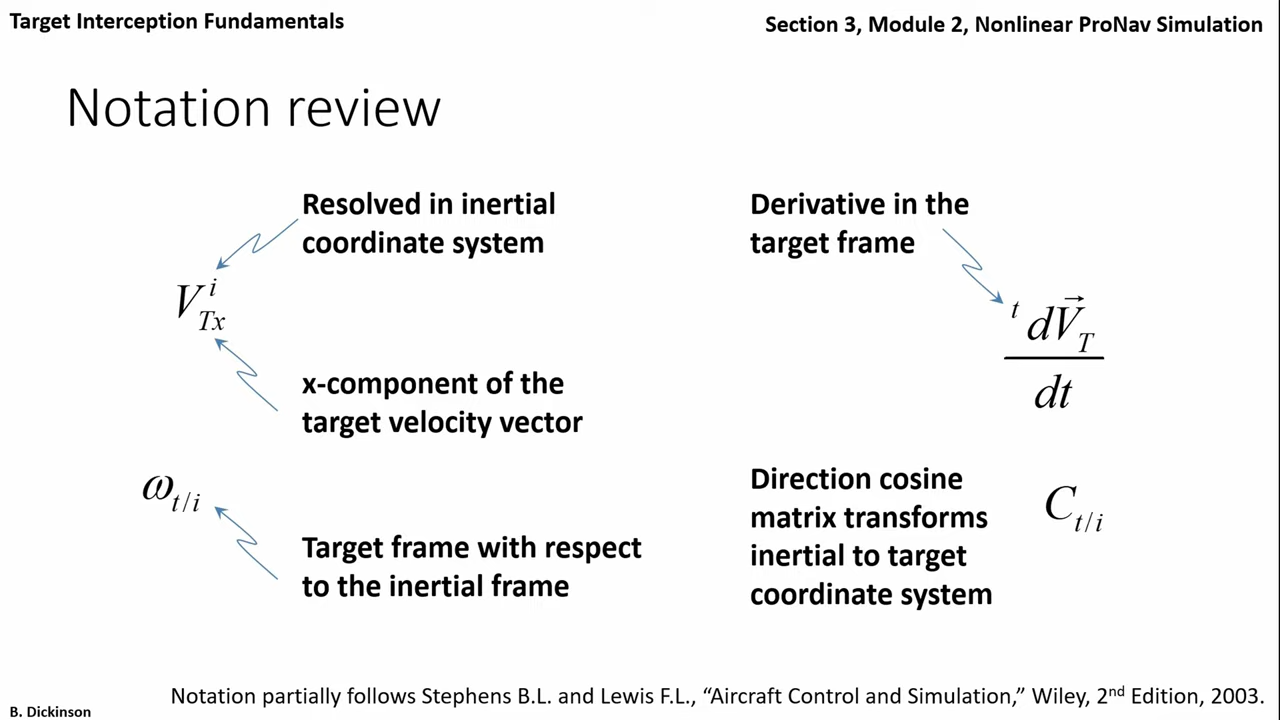 Target Interception Fundamentals
Section 3, Module 2, Nonlinear ProNav Simulation
Notation review
Resolved in inertial
coordinate system
V^i_{Tx}
x-component of the
target velocity vector
ω_{t/i}
Target frame with respect
to the inertial frame
Derivative in the
target frame
^t d\vec{V}_T
dt
Direction cosine
matrix transforms
inertial to target
coordinate system
C_{t/i}
Notation partially follows Stephens B.L. and Lewis F.L., “Aircraft Control and Simulation,” Wiley, 2nd Edition, 2003.
B. Dickinson